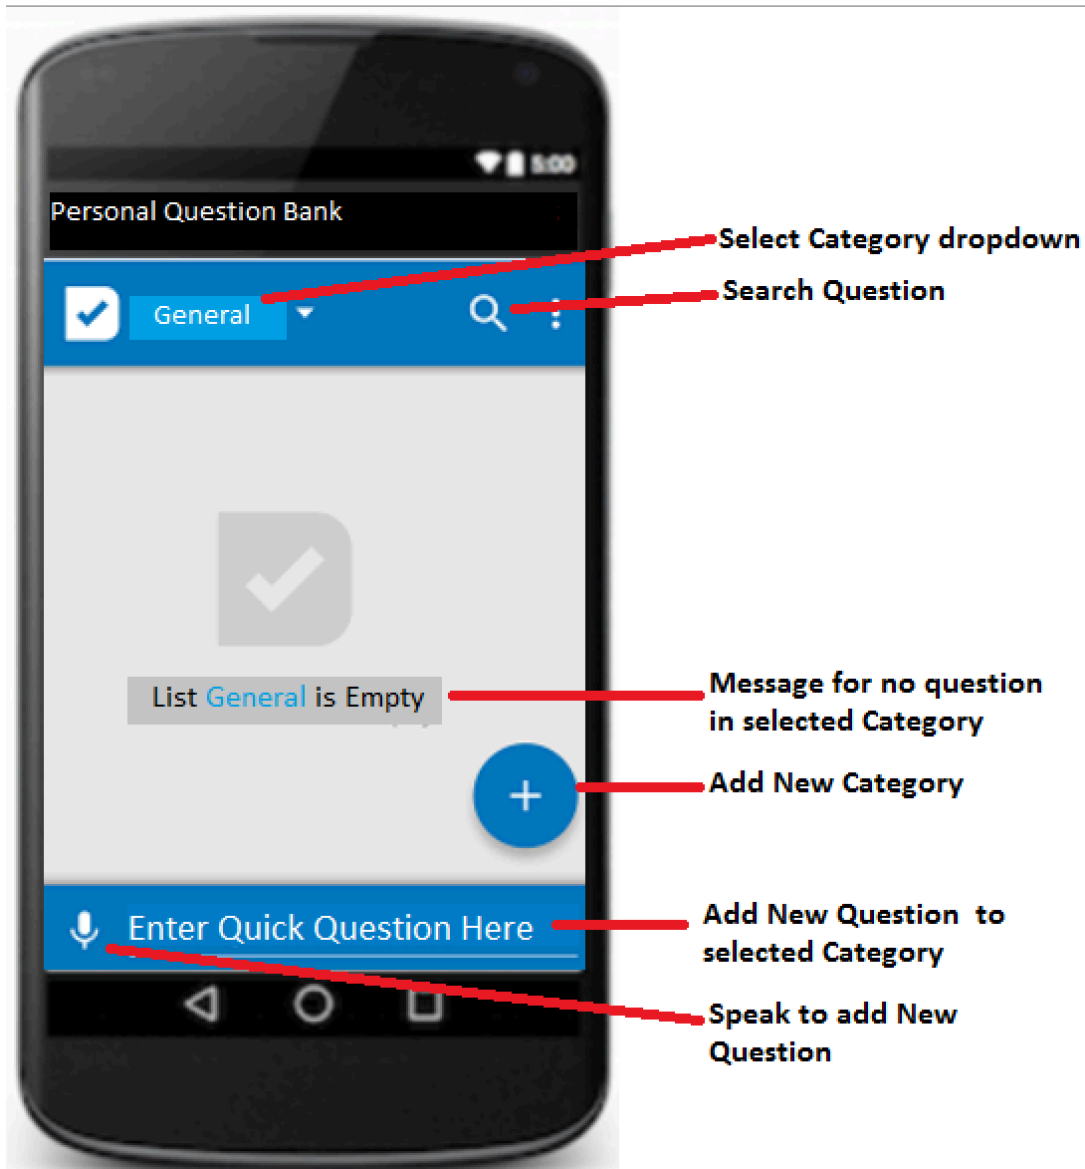 5:00
Personal Question Bank
Select Category dropdown
Search Question
General
List General is Empty
Message for no question
in selected Category
Add New Category
Enter Quick Question Here
Add New Question to
selected Category
Speak to add New
Question